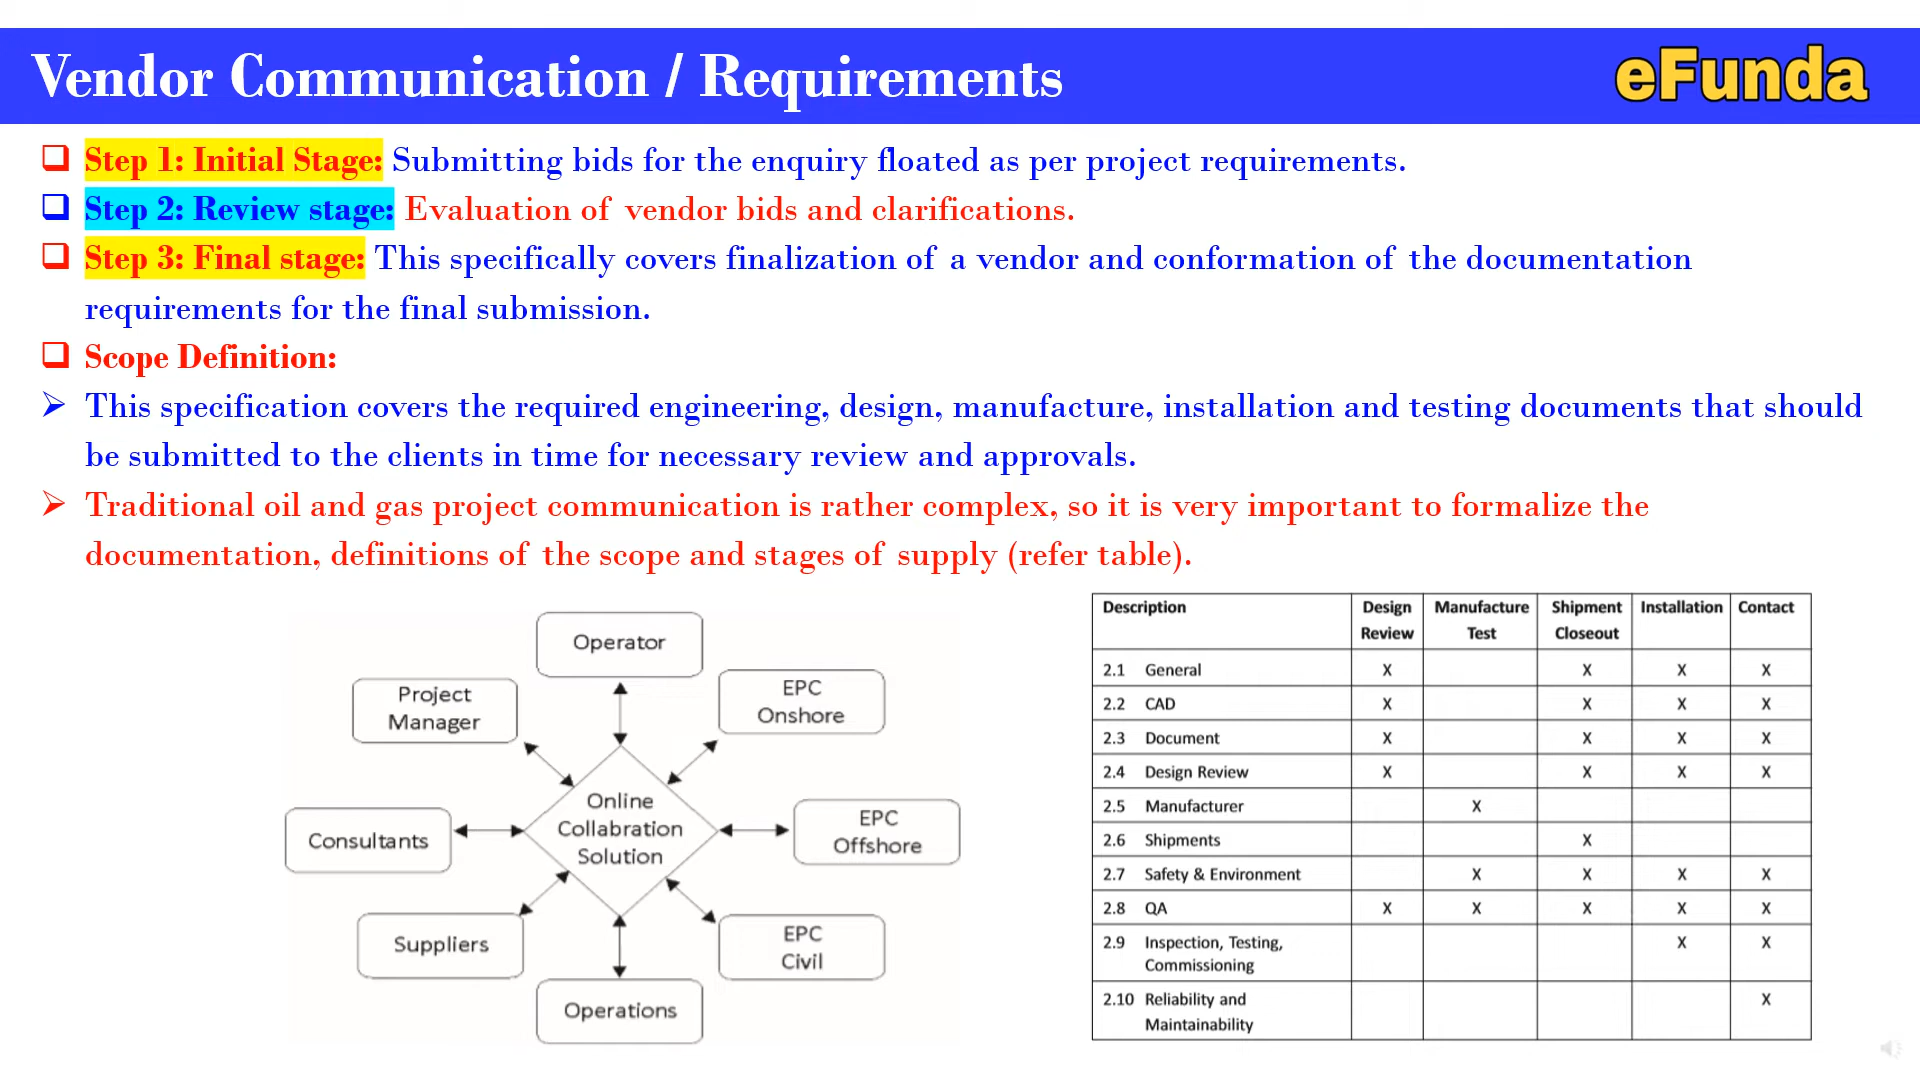 Vendor Communication / Requirements
eFunda
Step 1: Initial Stage: Submitting bids for the enquiry floated as per project requirements.
Step 2: Review stage: Evaluation of vendor bids and clarifications.
Step 3: Final stage: This specifically covers finalization of a vendor and conformation of the documentation
requirements for the final submission.
Scope Definition:
This specification covers the required engineering, design, manufacture, installation and testing documents that should
be submitted to the clients in time for necessary review and approvals.
Traditional oil and gas project communication is rather complex, so it is very important to formalize the
documentation, definitions of the scope and stages of supply (refer table).
Operator
Project
Manager
EPC
Onshore
Online
Collabration
Solution
Consultants
EPC
Offshore
Suppliers
EPC
Civil
Operations
Description Design Manufacture Shipment Installation Contact
Review Test Closeout
2.1 General X X X X
2.2 CAD X X X X
2.3 Document X X X X
2.4 Design Review X X X X
2.5 Manufacturer X
2.6 Shipments X
2.7 Safety & Environment X X X X
2.8 QA X X X X X
2.9 Inspection, Testing, X X
Commissioning
2.10 Reliability and X
Maintainability